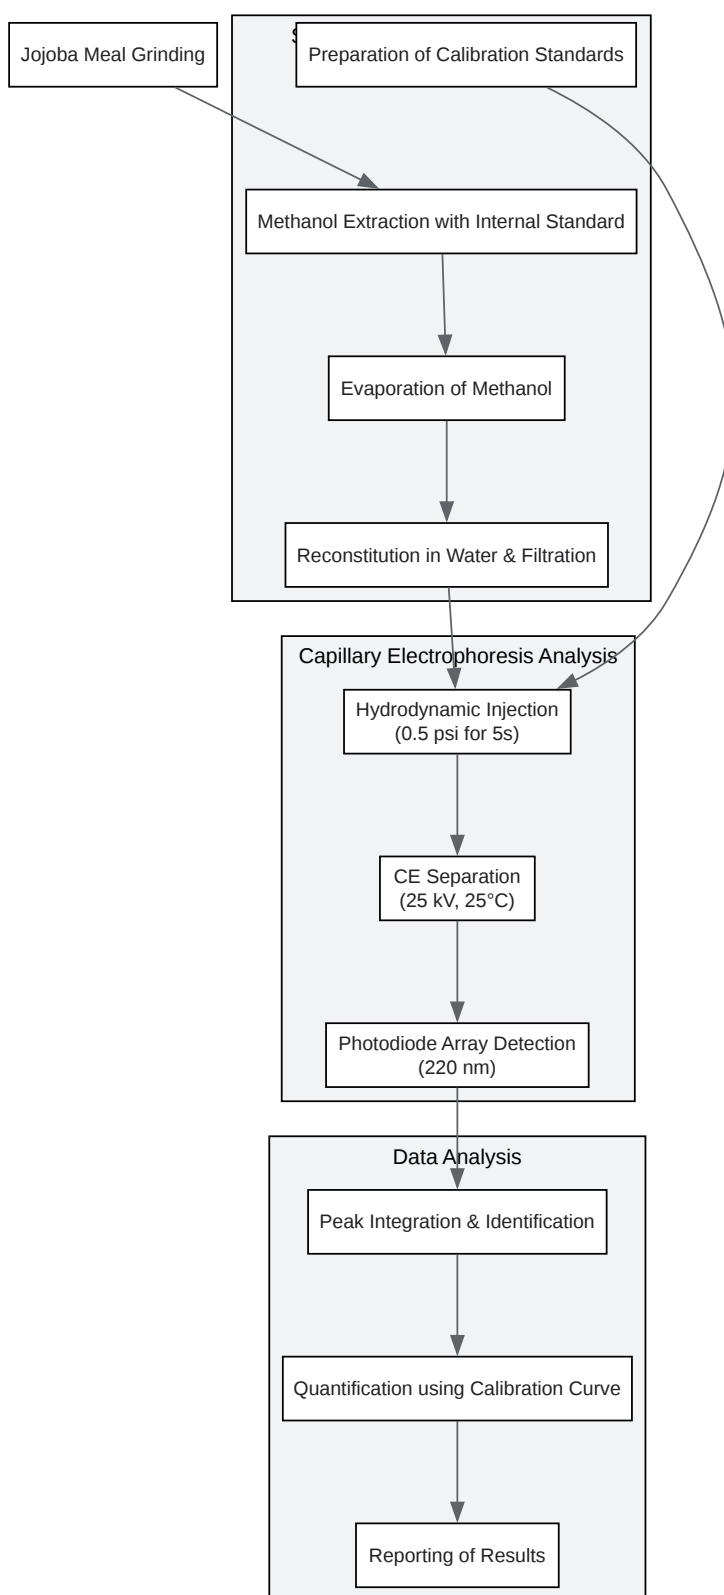 Jojoba Meal Grinding
Preparation of Calibration Standards
Methanol Extraction with Internal Standard
Evaporation of Methanol
Reconstitution in Water & Filtration
Capillary Electrophoresis Analysis
Hydrodynamic Injection
(0.5 psi for 5s)
CE Separation
(25 kV, 25°C)
Photodiode Array Detection
(220 nm)
Data Analysis
Peak Integration & Identification
Quantification using Calibration Curve
Reporting of Results